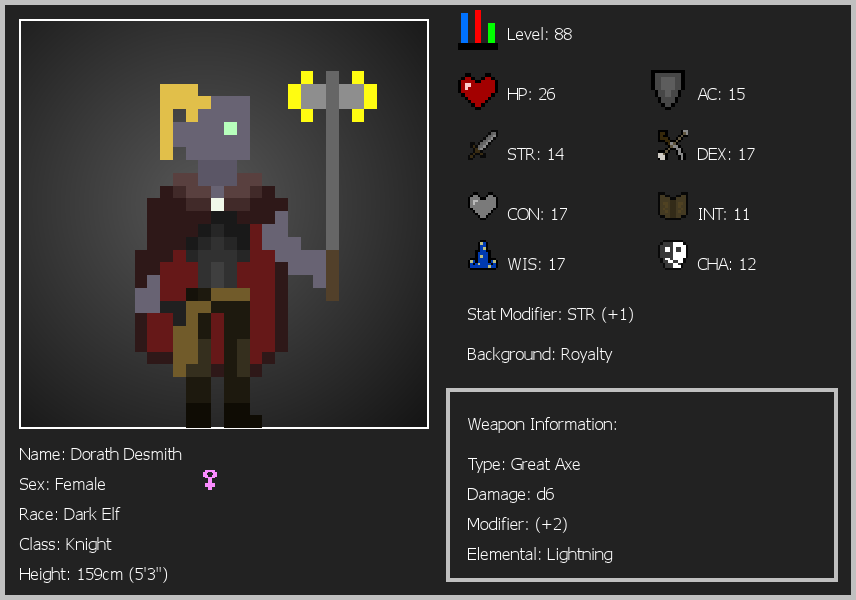 Level: 88
HP: 26
AC: 15
STR: 14
DEX: 17
CON: 17
INT: 11
WIS: 17
CHA: 12
Stat Modifier: STR (+1)
Background: Royalty
Weapon Information:
Type: Great Axe
Damage: d6
Modifier: (+2)
Elemental: Lightning
Name: Dorath Desmith
Sex: Female
Race: Dark Elf
Class: Knight
Height: 159cm (5'3")